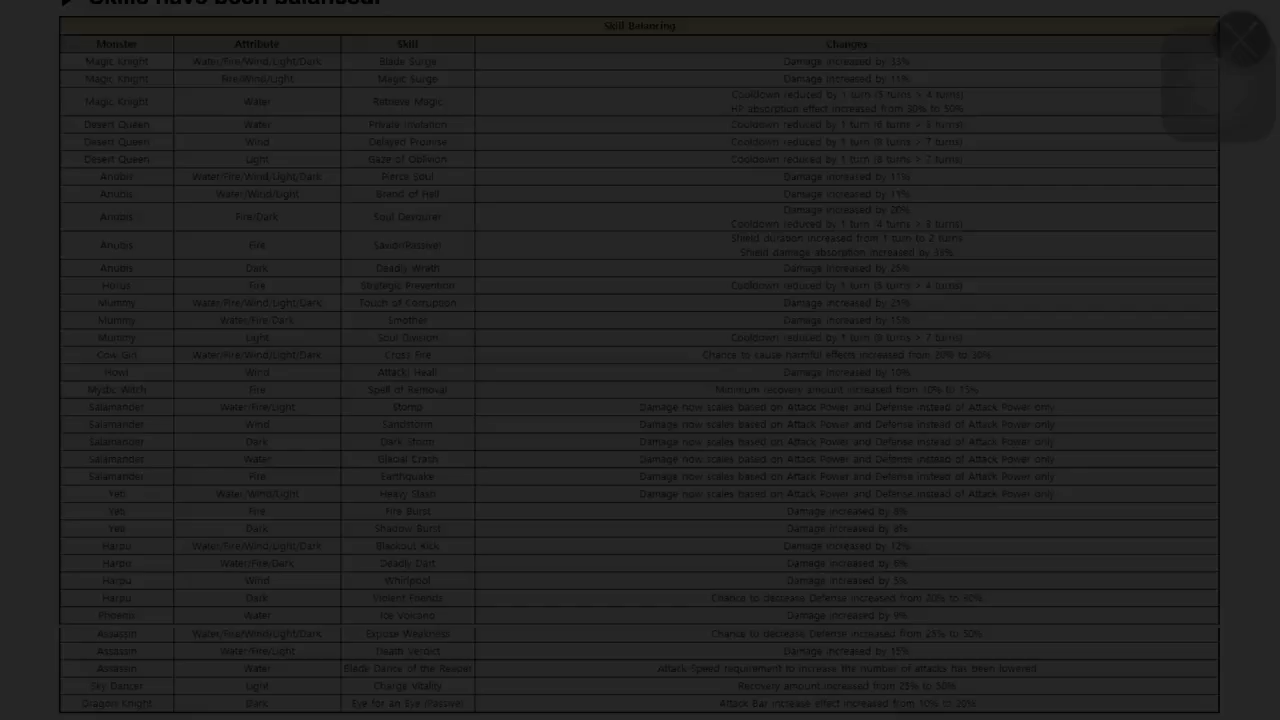 Skills have been balanced.
Skill Balancing
Monster Attribute Skill Changes
Magic Knight Water/Fire/Wind/Light/Dark Blade Surge Damage increased by
Magic Knight Fire/Wind/Light Magic Surge Damage increased by 11%
Magic Knight Water Retrieve Magic Cooldown reduced by 1 turn (5 turns > 4 turns)
HP absorption effect increased from 30% to 50%
Desert Queen Water Private Invitation Cooldown reduced by 1 turn
Desert Queen Wind Delayed Promise Cooldown reduced by 1 turn
Desert Queen Light Gaze of Oblivion Cooldown reduced by 1 turn (8 turns > 7 turns)
Anubis Water/Fire/Wind/Light/Dark Pierce Soul Damage increased by 11%
Anubis Water/Wind/Light Brand of Hell Damage increased by
Anubis Fire/Dark Soul Devourer Damage increased by 20%
Cooldown reduced by 1 turn (4 turns > 3 turns)
Anubis Fire (Passive) Shield duration increased from 1 turn to 2 turns
Shield damage absorption increased by
Anubis Dark Deadly Wrath Damage increased by 25%
Horus Fire Strategic Prevention Cooldown reduced by 1 turn (5 turns > 4 turns)
Mummy Water/Fire/Wind/Light/Dark Touch of Corruption Damage increased by
Mummy Water/Fire/Dark Smother Damage increased by 15%
Mummy Light Soul Division Cooldown reduced by 1 turn
Cow Girl Water/Fire/Wind/Light/Dark Cross Fire Chance to cause harmful effects increased from 20% to 30%
Howl Wind Attack! Heal! Damage increased by 10%
Mystic Witch Fire Spell of Removal Minimum recovery amount increased from 10% to 15%
Salamander Water/Fire/Light Stomp Damage now scales based on Attack Power and Defense instead of Attack Power only
Salamander Wind Sandstorm Damage now scales based on Attack Power and Defense instead of Attack Power only
Salamander Dark Dark Storm Damage now scales based on Attack Power and Defense instead of Attack Power only
Salamander Water Glacial Crash Damage now scales based on Attack Power and Defense instead of Attack Power only
Salamander Fire Earthquake Damage now scales based on Attack Power and Defense instead of Attack Power only
Yeti Water/Wind/Light Heavy Slash Damage now scales based on Attack Power and Defense instead of Attack Power only
Yeti Fire Fire Burst Damage increased by
Yeti Dark Shadow Burst Damage increased by
Harpu Water/Fire/Wind/Light/Dark Blackout Kick Damage increased by 12%
Harpu Water/Fire/Dark Deadly Dart Damage increased by
Harpu Wind Whirlpool Damage increased by
Harpu Dark Violent Friends Chance to decrease Defense increased from 20% to 30%
Phoenix Water Ice Volcano Damage increased by
Assassin Water/Fire/Wind/Light/Dark Expose Weakness Chance to decrease Defense increased from 25% to 50%
Assassin Water/Fire/Light Death Verdict Damage increased by 15%
Assassin Water Blade Dance of the Reaper Attack Speed requirement to increase the number of attacks has been lowered
Sky Dancer Light Charge Vitality Recovery amount increased from 25% to 30%
Dragon Knight Dark Eye for an Eye (Passive) Attack Bar increase effect increased from 10% to 20%